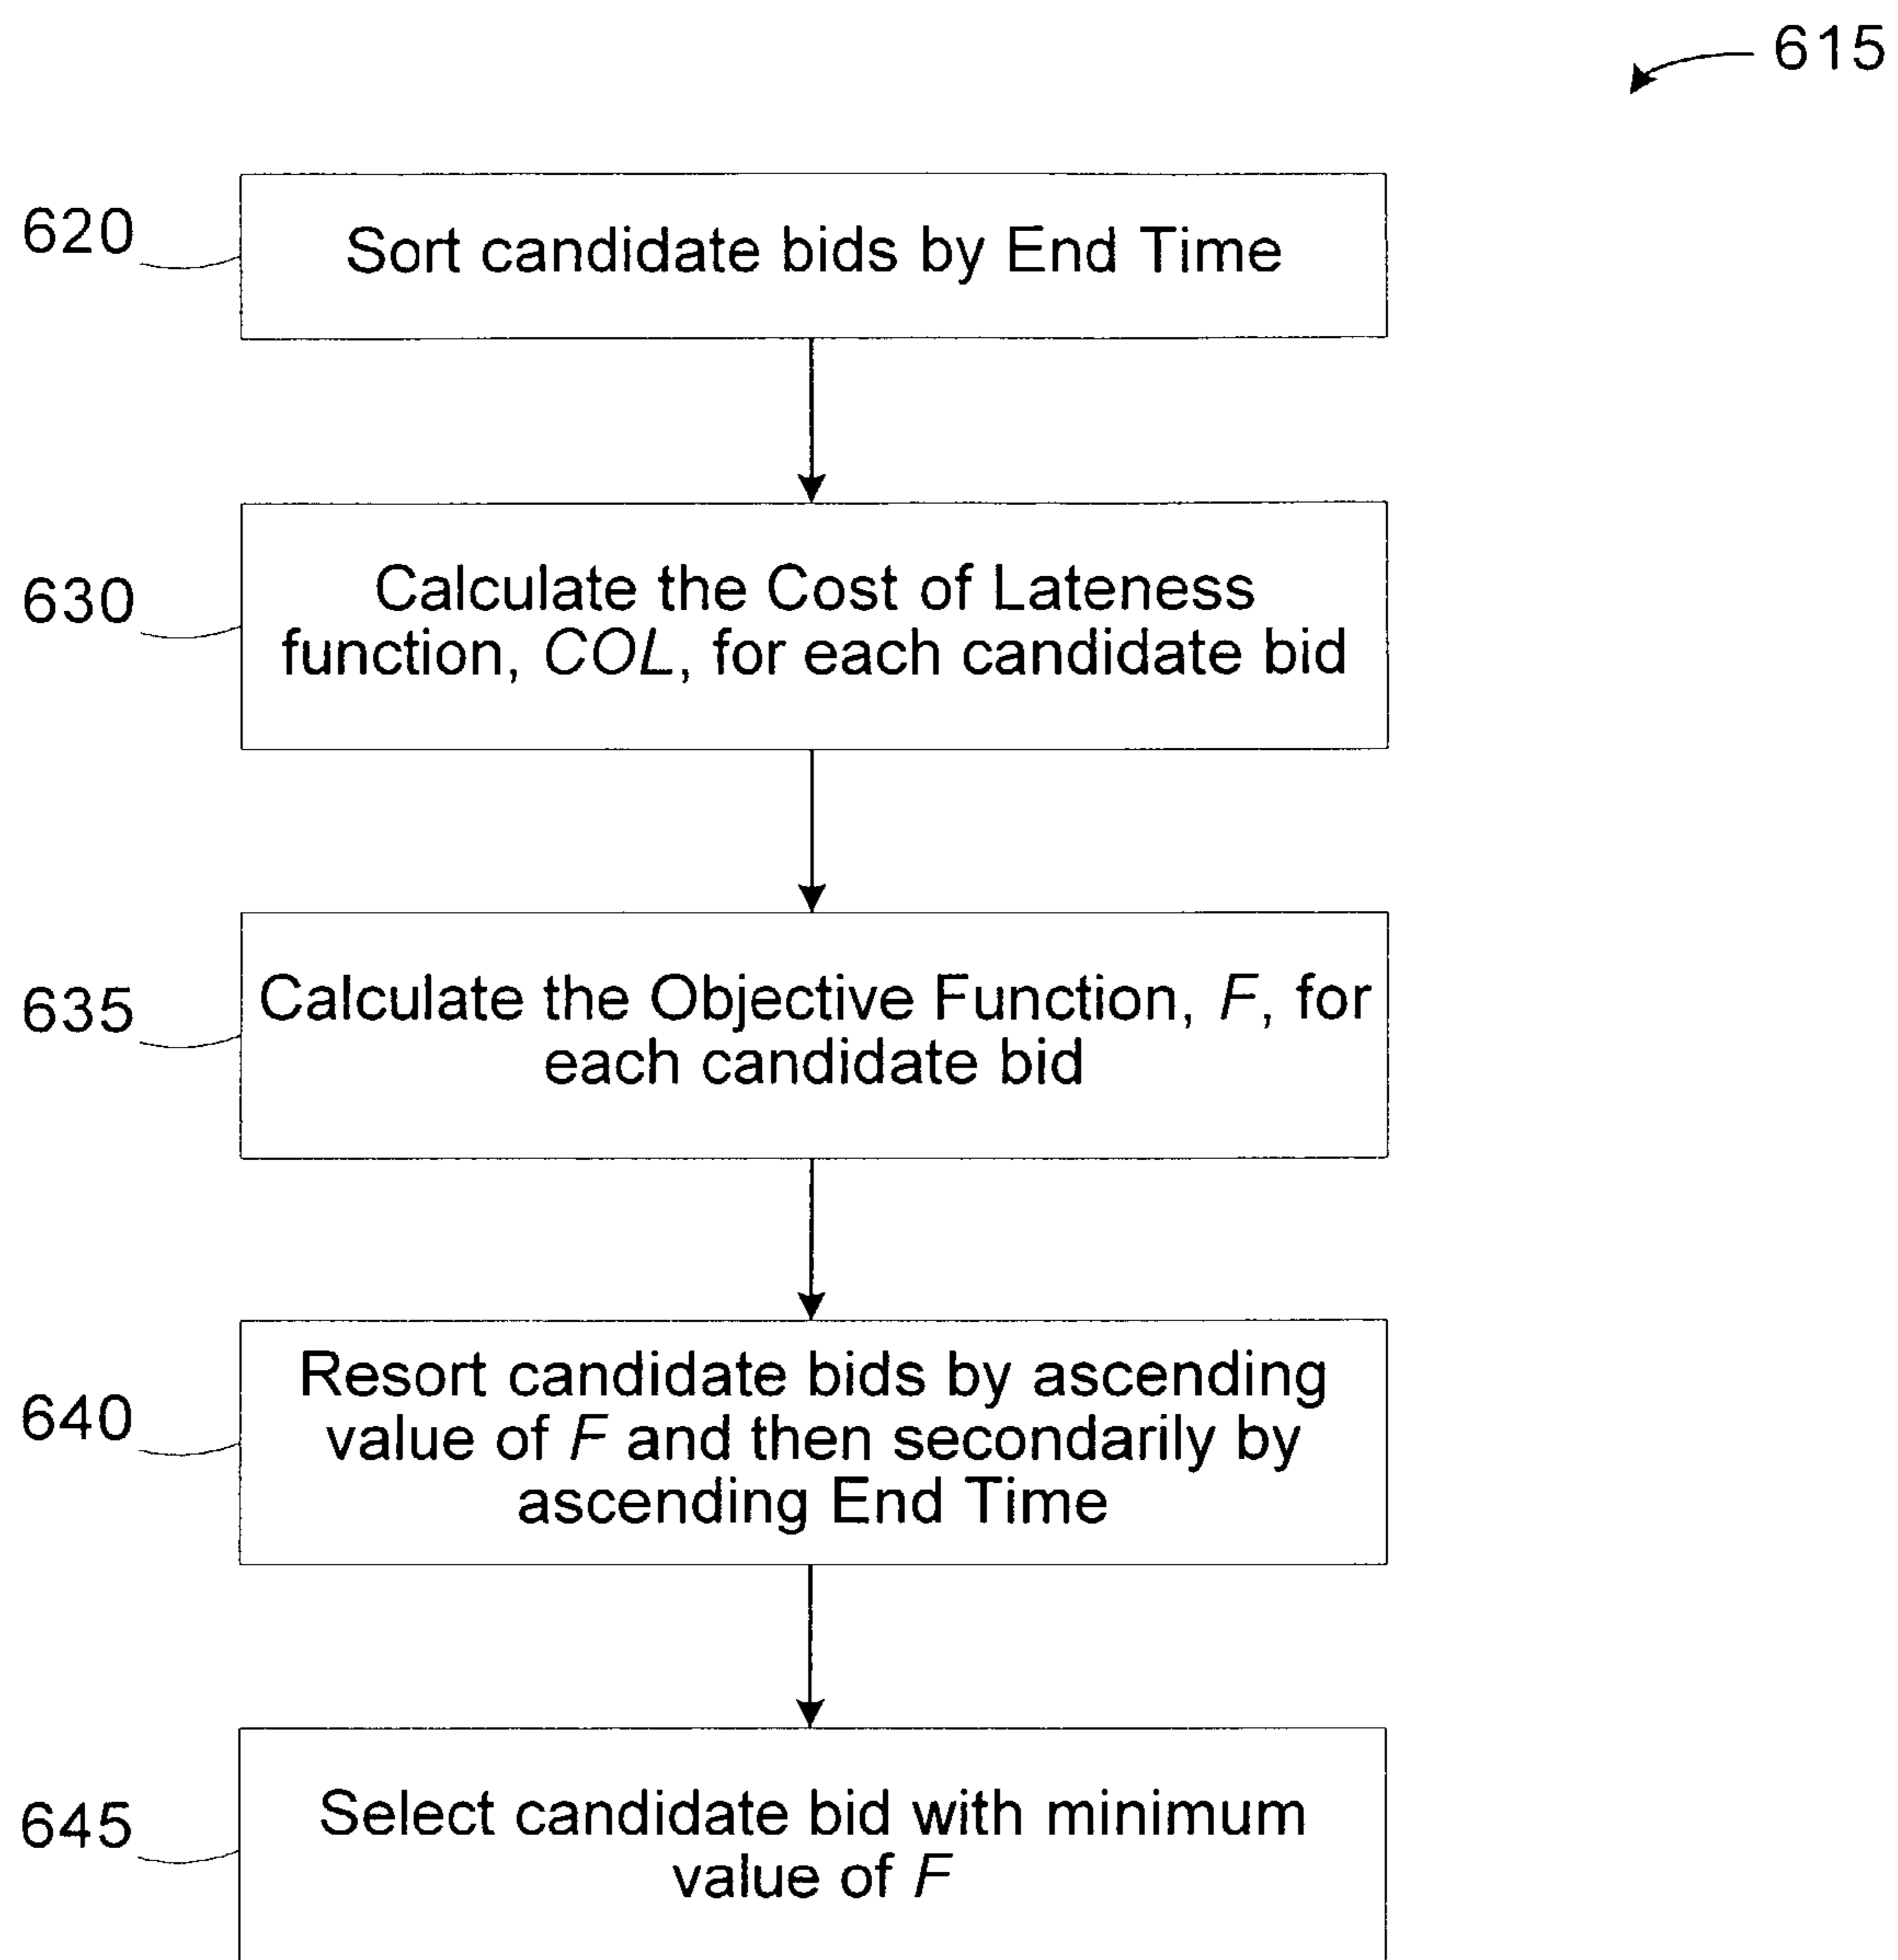 615
620
Sort candidate bids by End Time
630
Calculate the Cost of Lateness
function, COL, for each candidate bid
635
Calculate the Objective Function, F, for
each candidate bid
640
Resort candidate bids by ascending
value of F and then secondarily by
ascending End Time
645
Select candidate bid with minimum
value of F